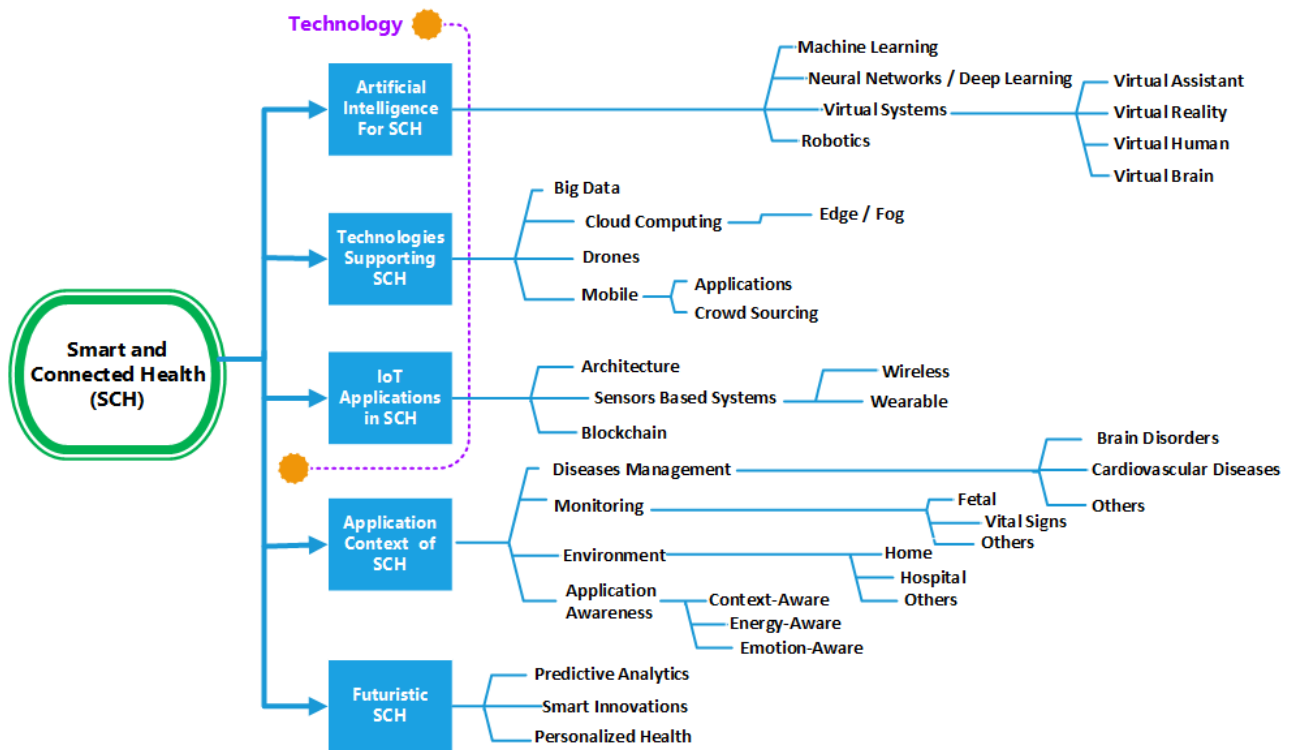 Technology
Artificial
Intelligence
For SCH
Machine Learning
Neural Networks / Deep Learning
Virtual Systems
Robotics
Virtual Assistant
Virtual Reality
Virtual Human
Virtual Brain
Technologies
Supporting
SCH
Big Data
Cloud Computing
Edge / Fog
Drones
Mobile
Applications
Crowd Sourcing
Smart and
Connected Health
(SCH)
IoT
Applications
in SCH
Architecture
Sensors Based Systems
Wireless
Wearable
Blockchain
Application
Context of
SCH
Diseases Management
Brain Disorders
Cardiovascular Diseases
Others
Monitoring
Fetal
Vital Signs
Others
Environment
Home
Hospital
Others
Application
Awareness
Context-Aware
Energy-Aware
Emotion-Aware
Futuristic
SCH
Predictive Analytics
Smart Innovations
Personalized Health